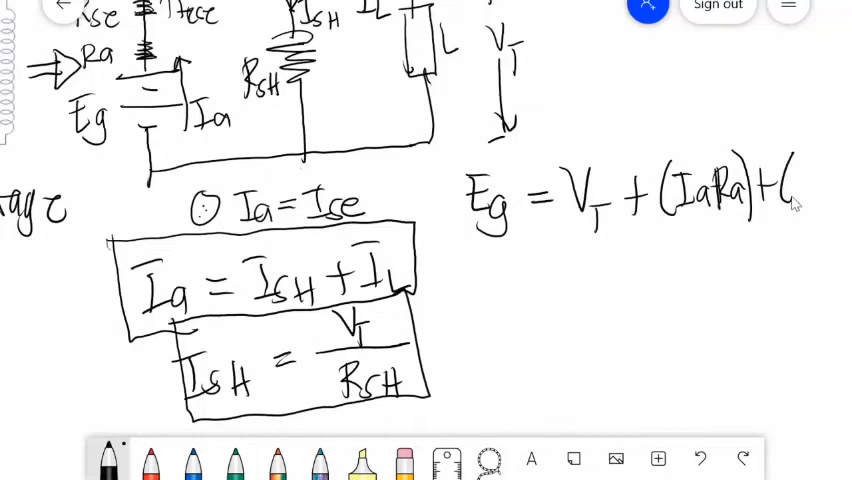 Sign out
Rse
Ise
ISH
IL
Ra
RSH
L
VT
Eg
Ia
Eg = VT + (IaRa) + (
Ia = Ise
Ia = ISH + IL
ISH = VT / RSH
A